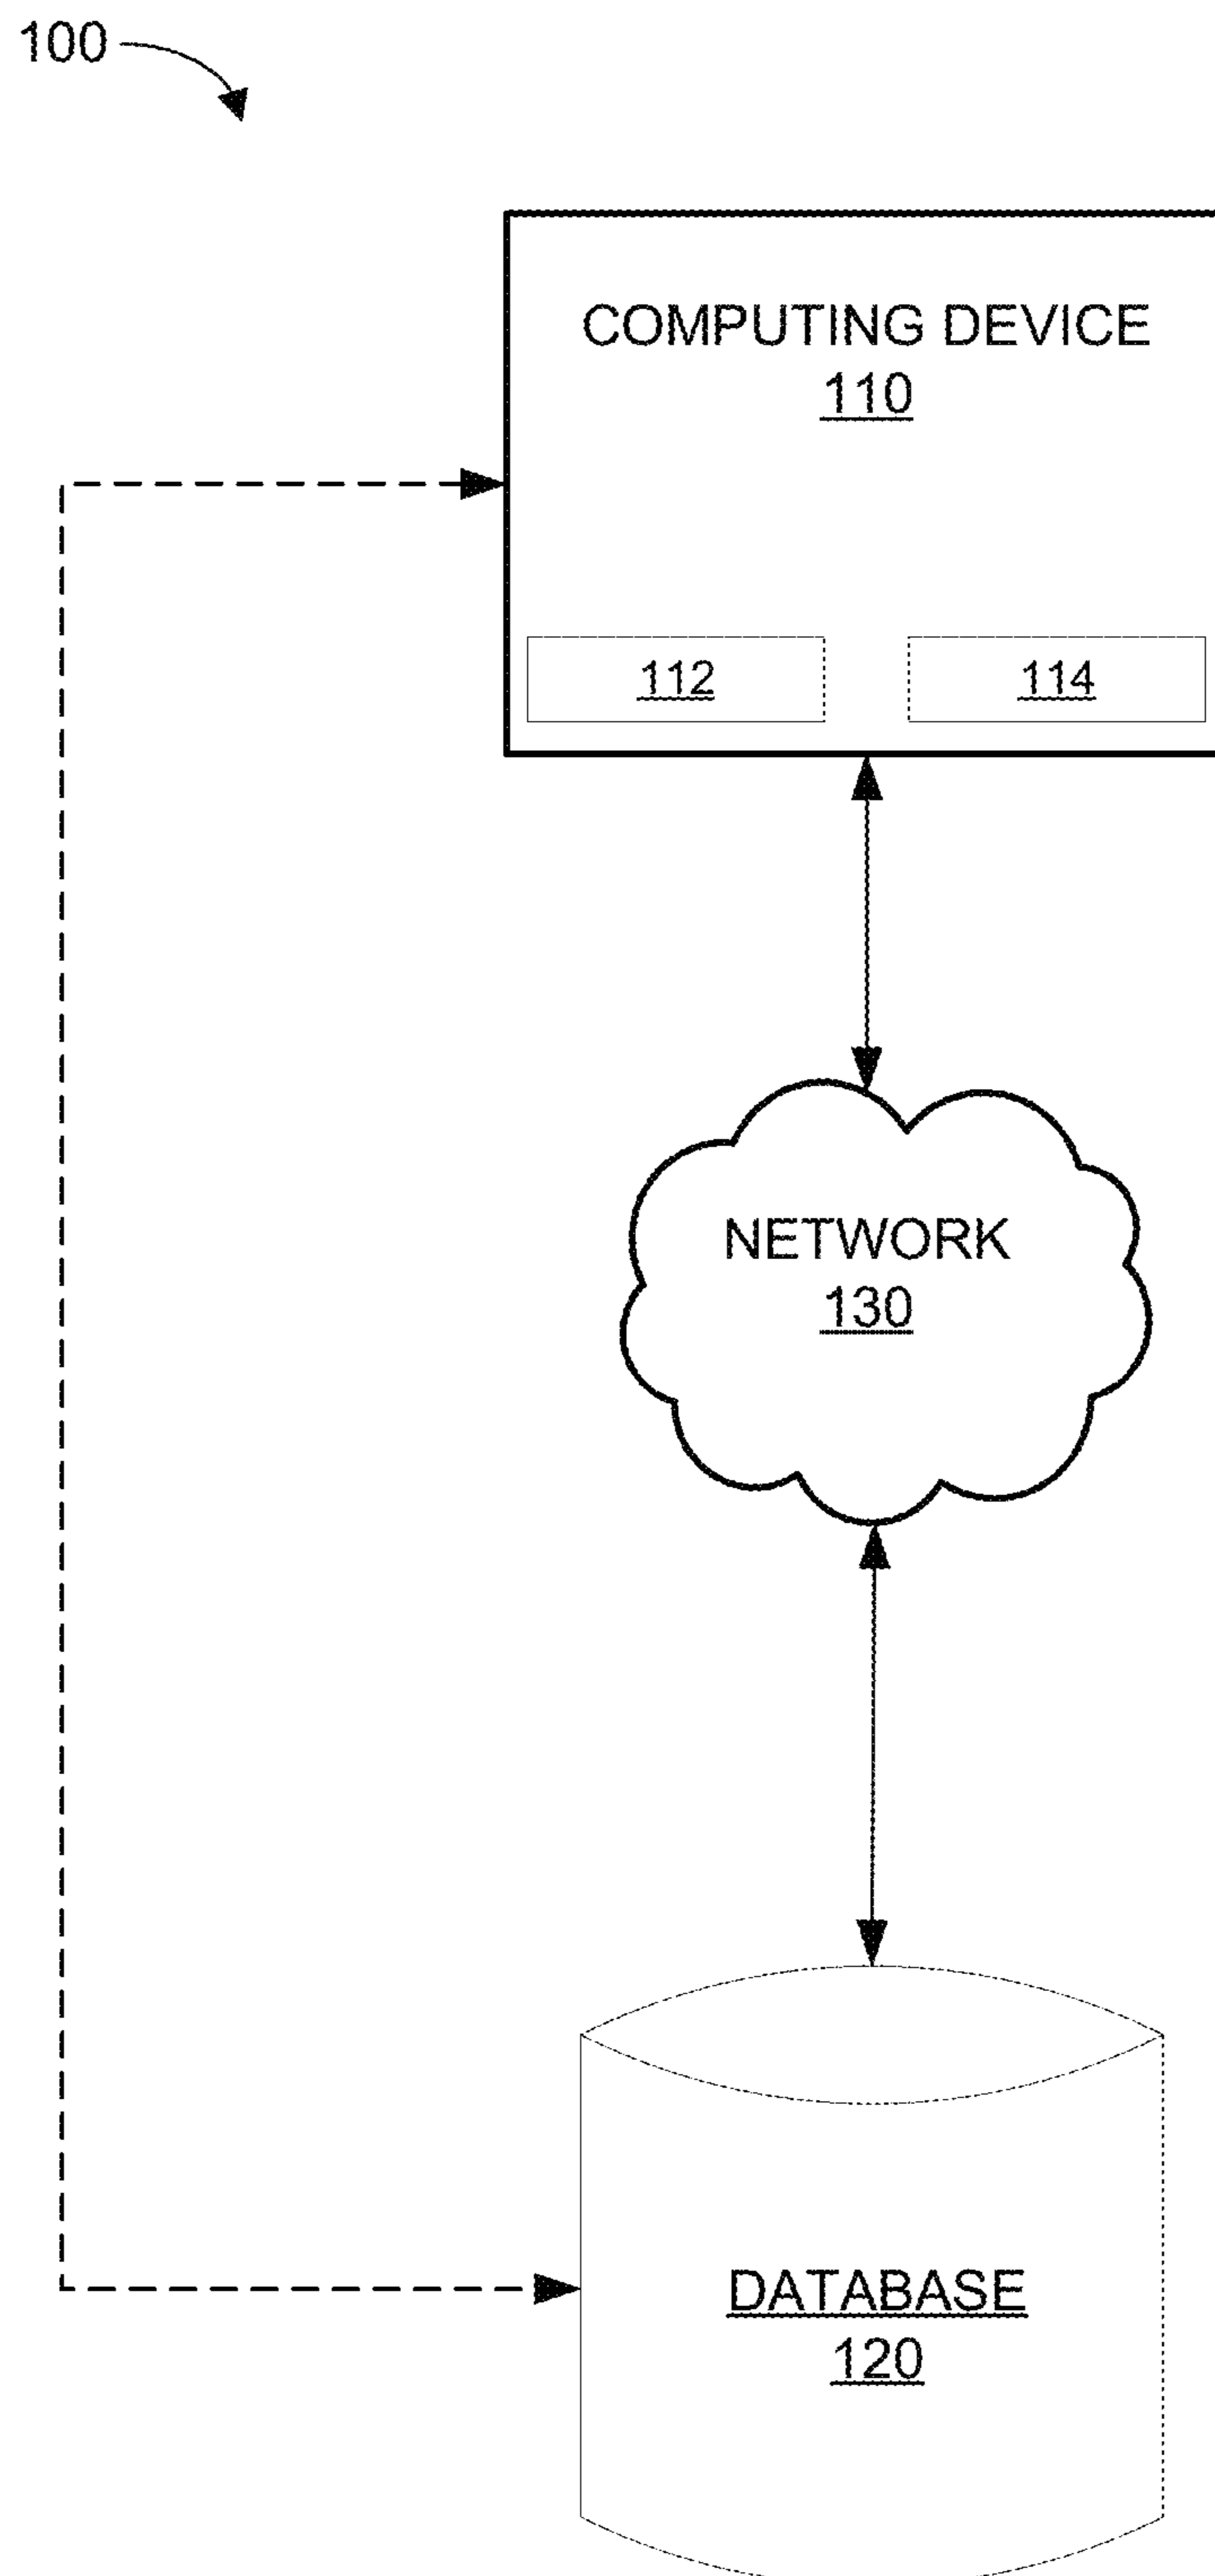 100
COMPUTING DEVICE
110
112
114
NETWORK
130
DATABASE
120